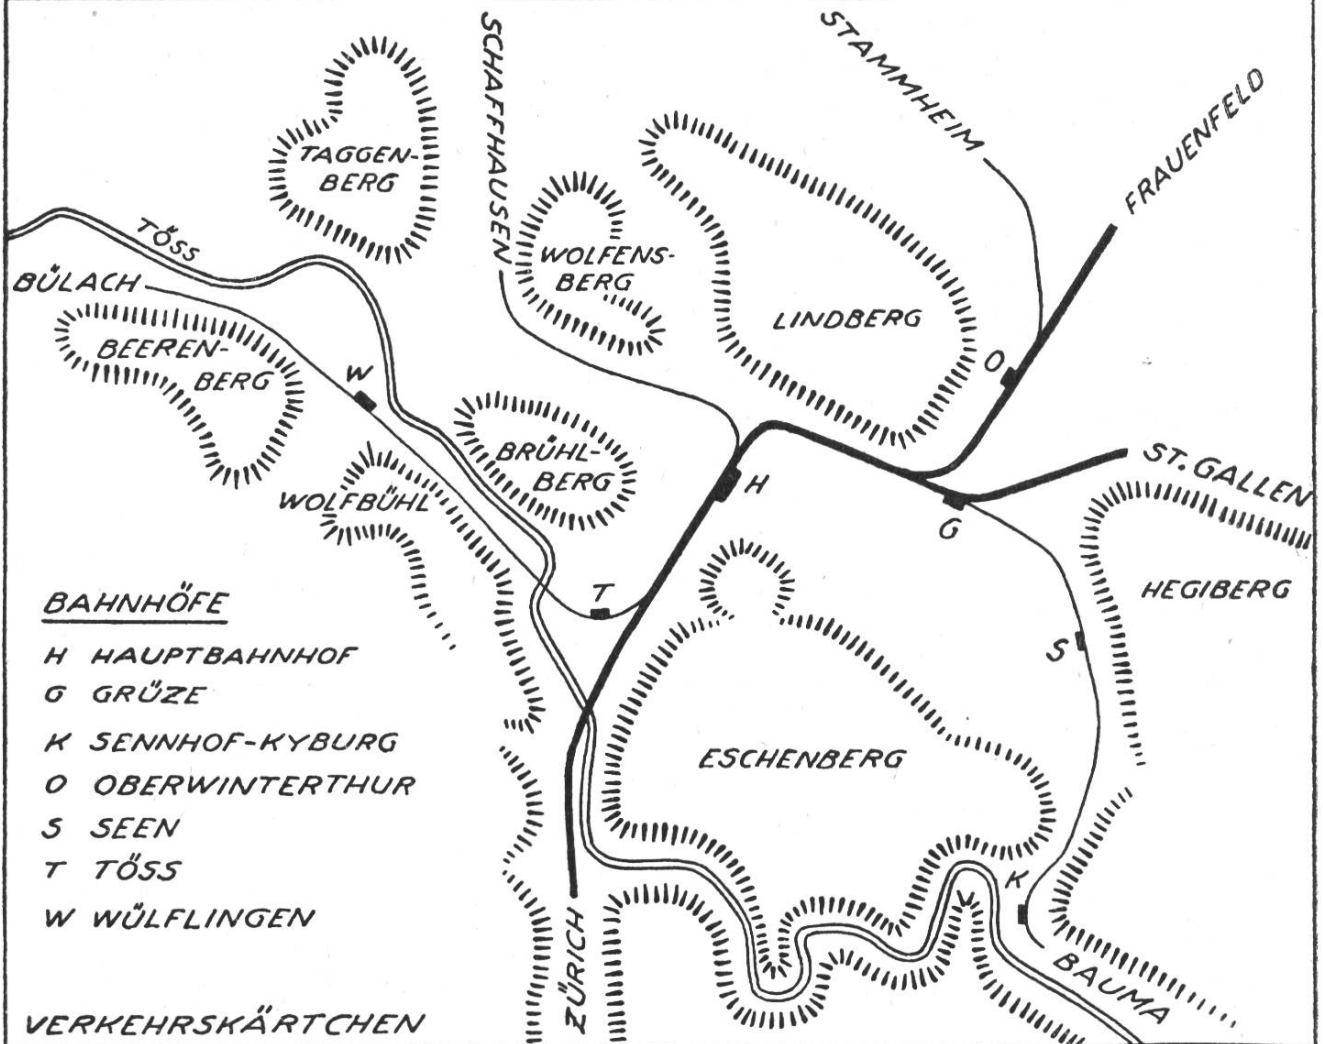 SCHAFFHAUSEN
STAMMHEIM
FRAUENFELD
TAGGEN-
BERG
TÖSS
WOLFENS-
BERG
BÜLACH
LINDBERG
BEEREN-
BERG
W
O
BRÜHL-
BERG
ST. GALLEN
WOLFBÜHL
H
G
T
HEGIBERG
S
ESCHENBERG
K
BAUMA
ZÜRICH
BAHNHÖFE
H HAUPTBAHNHOF
G GRÜZE
K SENNHOF-KYBURG
O OBERWINTERTHUR
S SEEN
T TÖSS
W WÜLFLINGEN
VERKEHRSKÄRTCHEN